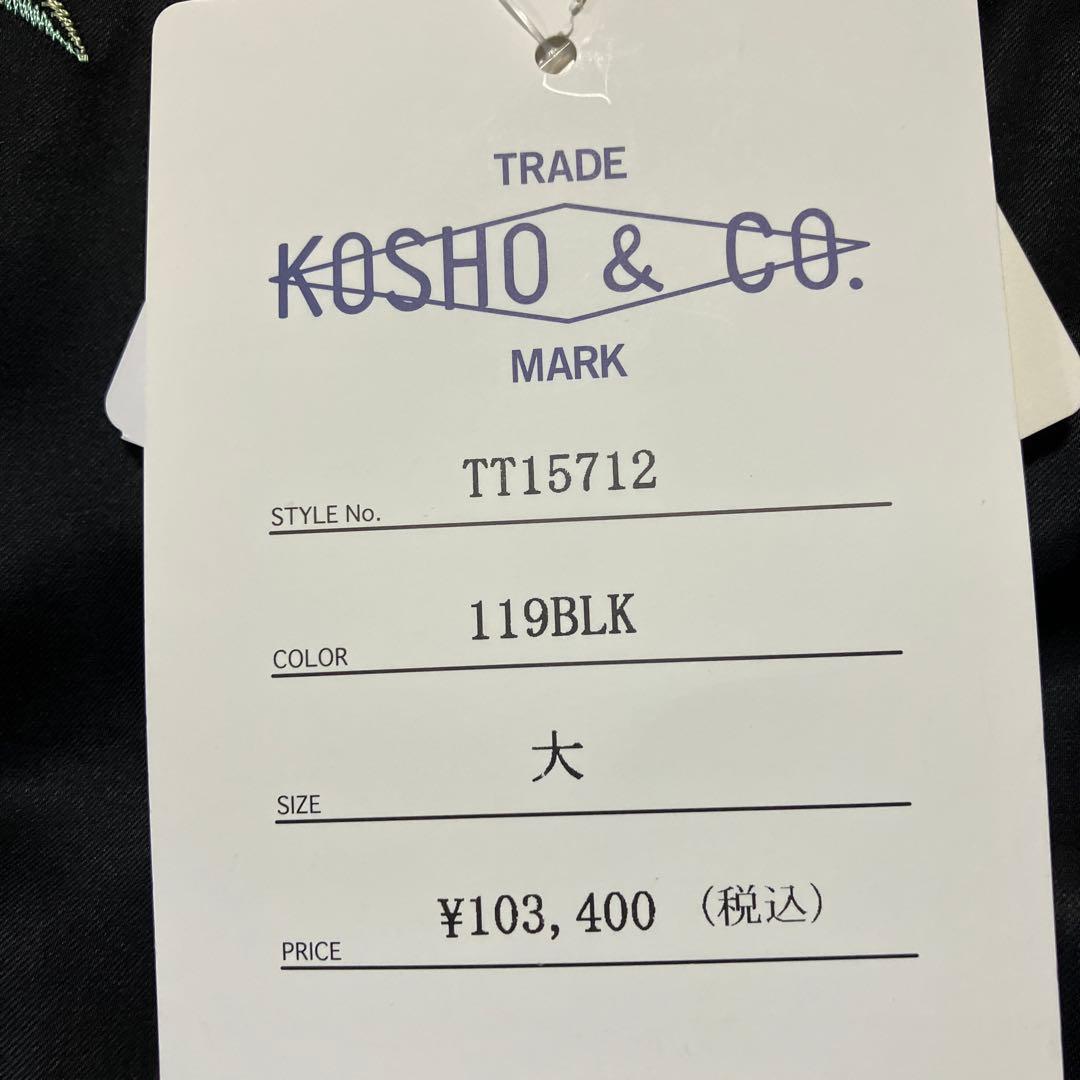 TRADE
KOSHO & CO.
MARK
STYLE No. TT15712
COLOR 119BLK
SIZE 大
PRICE ¥103,400 (税込)